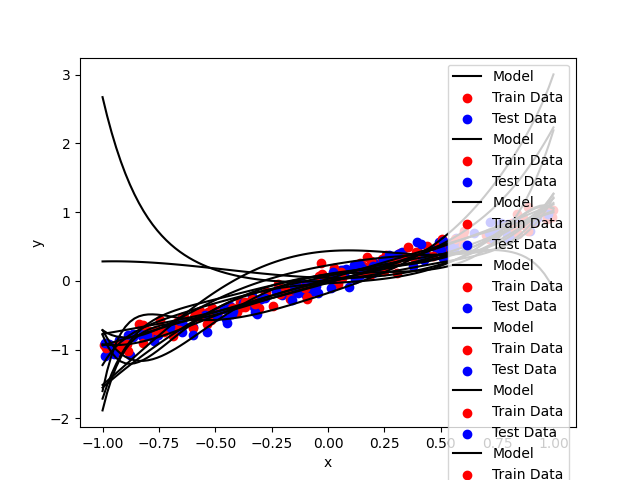 3
2
1
0
−1
−2
y
−1.00 −0.75 −0.50 −0.25 0.00 0.25 0.50 0.75 1.00
x
Model
Train Data
Test Data
Model
Train Data
Test Data
Model
Train Data
Test Data
Model
Train Data
Test Data
Model
Train Data
Test Data
Model
Train Data
Test Data
Model
Train Data